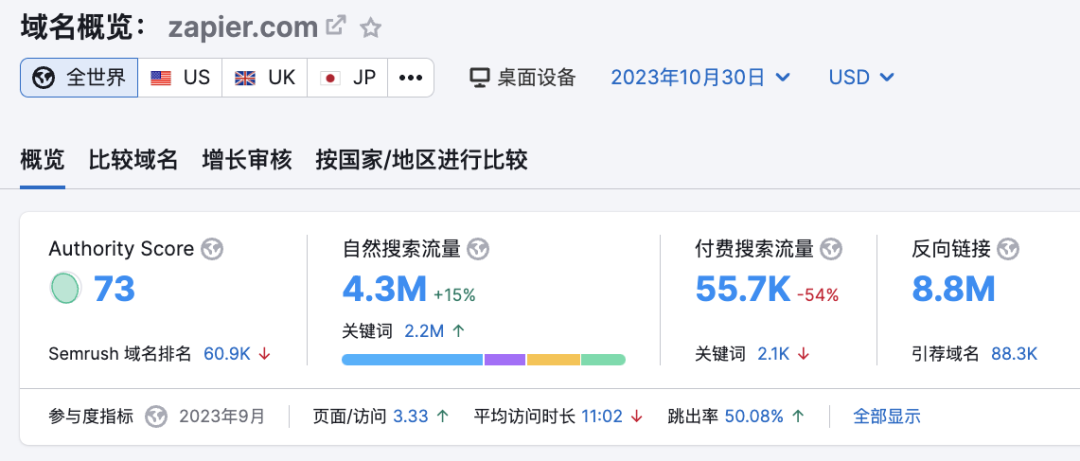 域名概览： zapier.com
全世界 US UK JP ••• 桌面设备 2023年10月30日 USD
概览 比较域名 增长审核 按国家/地区进行比较
Authority Score 自然搜索流量 付费搜索流量 反向链接
73 4.3M +15% 55.7K -54% 8.8M
关键词 2.2M ↑
Semrush 域名排名 60.9K ↓ 关键词 2.1K ↓ 引荐域名 88.3K
参与度指标 2023年9月 页面/访问 3.33 ↑ 平均访问时长 11:02 ↓ 跳出率 50.08% ↑ 全部显示